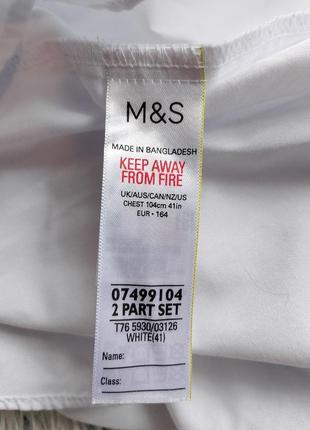 M&S
MADE IN BANGLADESH
KEEP AWAY
FROM FIRE
UK/AUS/CAN/NZ/US
CHEST 104cm 41in
EUR • 164
07499104
2 PART SET
T76 5930/03126
WHITE(41)
Name:
Class: